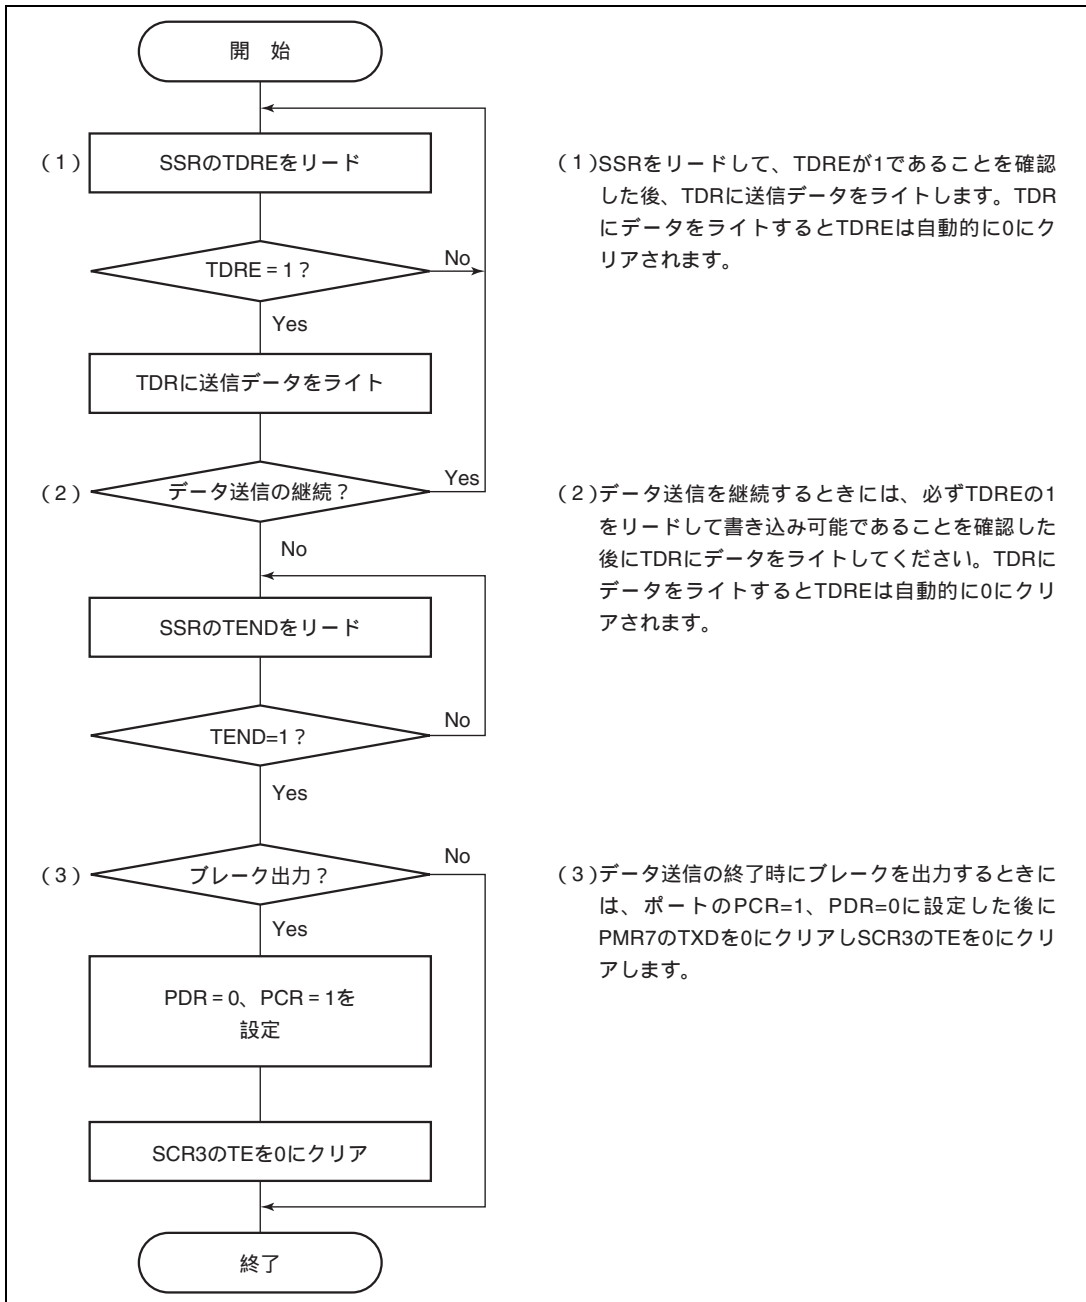 開　始
(1)
SSRのTDREをリード
TDRE = 1？
No
Yes
TDRに送信データをライト
(2)
データ送信の継続？
Yes
No
SSRのTENDをリード
TEND=1？
No
Yes
(3)
ブレーク出力？
No
Yes
PDR = 0、PCR = 1を
設定
SCR3のTEを0にクリア
終了
(1)SSRをリードして、TDREが1であることを確認
した後、TDRに送信データをライトします。TDR
にデータをライトするとTDREは自動的に0にク
リアされます。
(2)データ送信を継続するときには、必ずTDREの1
をリードして書き込み可能であることを確認した
後にTDRにデータをライトしてください。TDRに
データをライトするとTDREは自動的に0にクリ
アされます。
(3)データ送信の終了時にブレークを出力するときに
は、ポートのPCR=1、PDR=0に設定した後に
PMR7のTXDを0にクリアしSCR3のTEを0にクリ
アします。